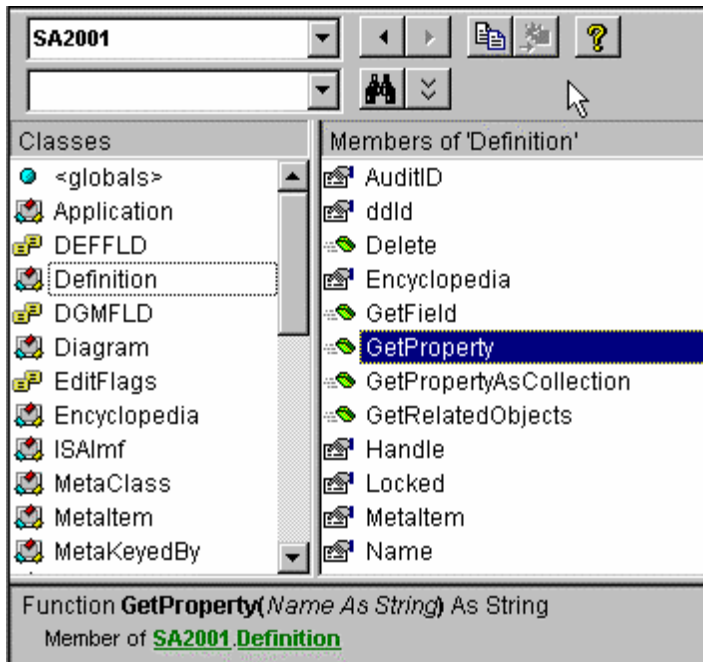 SA2001
Classes
<globals>
Application
DEFFLD
Definition
DGMFLD
Diagram
EditFlags
Encyclopedia
ISAImf
MetaClass
MetaItem
MetaKeyedBy
Members of 'Definition'
AuditID
ddId
Delete
Encyclopedia
GetField
GetProperty
GetPropertyAsCollection
GetRelatedObjects
Handle
Locked
MetaItem
Name
Function GetProperty(Name As String) As String
Member of SA2001.Definition